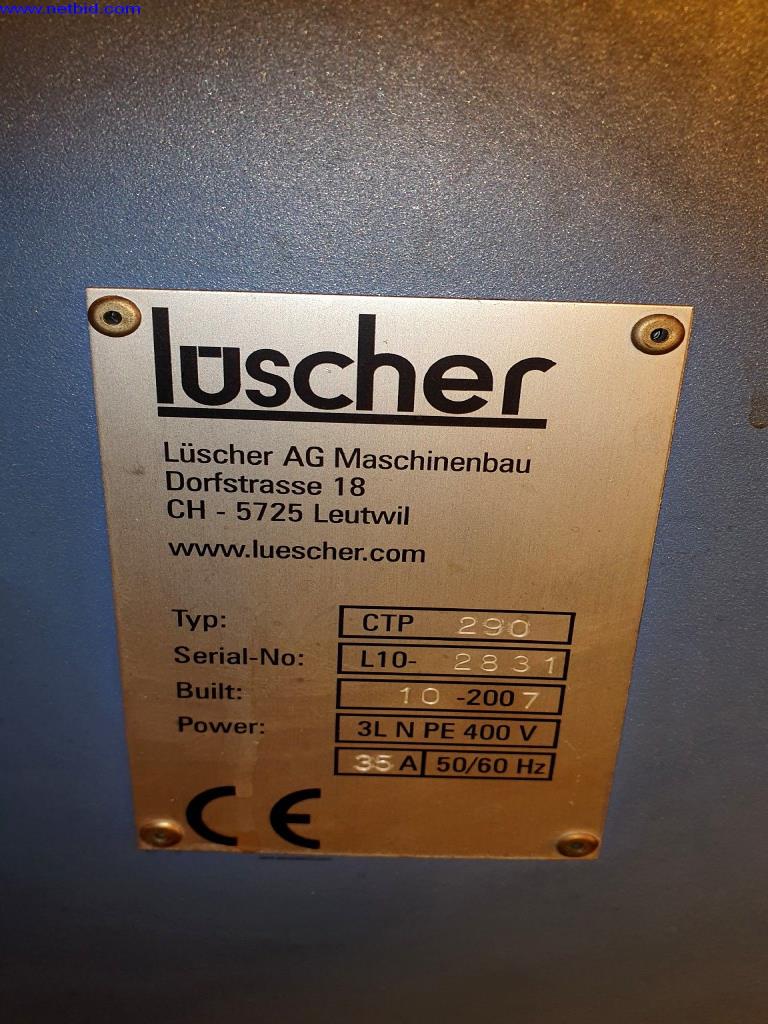 www.netbid.com
lüscher
Lüscher AG Maschinenbau
Dorfstrasse 18
CH - 5725 Leutwil
www.luescher.com
Typ: CTP 290
Serial-No: L10- 2831
Built: 10 -2007
Power: 3L N PE 400 V
35 A 50/60 Hz
CE